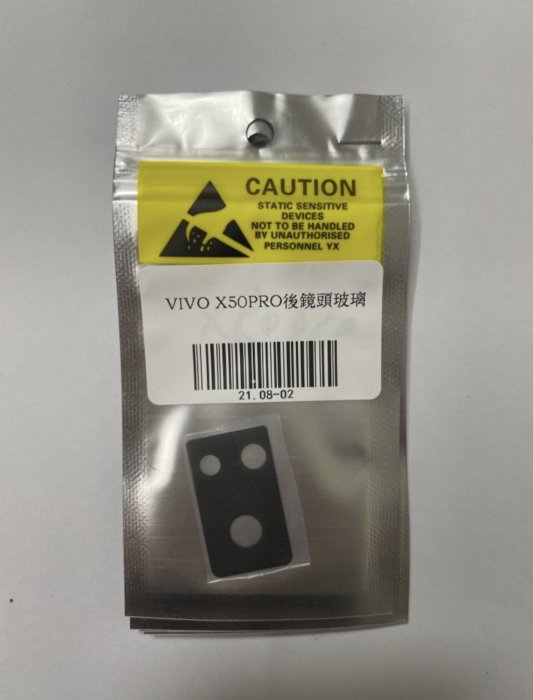 CAUTION
STATIC SENSITIVE
DEVICES
NOT TO BE HANDLED
BY UNAUTHORISED
PERSONNEL YX
VIVO X50PRO後鏡頭玻璃
21.08-02